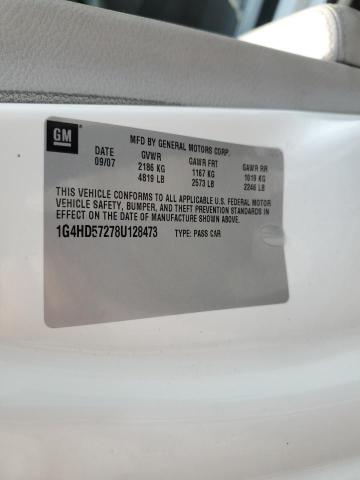 GM
MFD BY GENERAL MOTORS CORP.
DATE GVWR GAWR FRT GAWR RR
09/07 2186 KG 1167 KG 1019 KG
4819 LB 2573 LB 2246 LB
THIS VEHICLE CONFORMS TO ALL APPLICABLE U.S. FEDERAL MOTOR
VEHICLE SAFETY, BUMPER, AND THEFT PREVENTION STANDARDS IN
EFFECT ON THE DATE OF MANUFACTURE SHOWN ABOVE.
1G4HD57278U128473 TYPE: PASS CAR